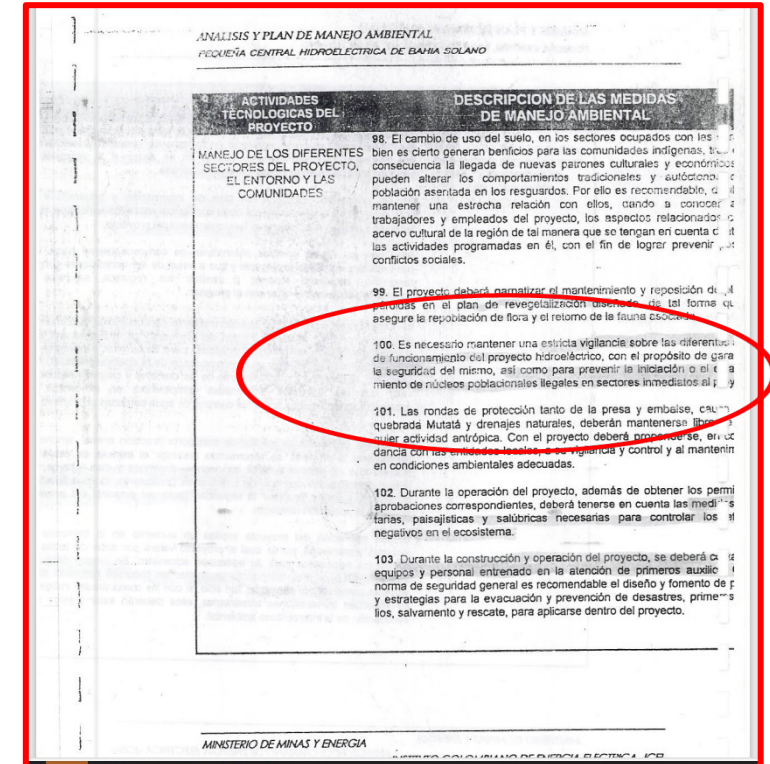 ANALISIS Y PLAN DE MANEJO AMBIENTAL
PEQUEÑA CENTRAL HIDROELECTRICA DE BAHIA SOLANO
ACTIVIDADES
TECNOLOGICAS DEL
PROYECTO
DESCRIPCION DE LAS MEDIDAS
DE MANEJO AMBIENTAL
MANEJO DE LOS DIFERENTES
SECTORES DEL PROYECTO,
EL ENTORNO Y LAS
COMUNIDADES
98. El cambio de uso del suelo, en los sectores ocupados con las
bien es cierto generan benficios para las comunidades indígenas,
consecuencia la llegada de nuevas patrones culturales y económicos
pueden alterar los comportamientos tradicionales y
población asentada en los resguardos. Por ello es recomendable,
mantener una estrecha relación con ellos, dando a conocer a
trabajadores y empleados del proyecto, los aspectos relacionados
acervo cultural de la región de tal manera que se tengan en cuenta
las actividades programadas en él, con el fin de lograr prevenir
conflictos sociales.
99. El proyecto deberá garnatizar el mantenimiento y reposición
pérdidas en el plan de revegetalización diseñado, de tal forma
asegure la repoblación de flora y el retorno de la fauna asociada.
100. Es necesario mantener una estricta vigilancia sobre las
de funcionamiento del proyecto hidroeléctrico, con el propósito de
la seguridad del mismo, así como para prevenir la iniciación o el
miento de núcleos poblacionales ilegales en sectores inmediatos al
101. Las rondas de protección tanto de la presa y embalse,
quebrada Mutatá y drenajes naturales, deberán mantenerse
quier actividad antrópica. Con el proyecto deberá propenderse, en
dancia con las entidades locales, a su vigilancia y control y al
en condiciones ambientales adecuadas.
102. Durante la operación del proyecto, además de obtener los permi
aprobaciones correspondientes, deberá tenerse en cuenta las
tarias, paisajísticas y salúbricas necesarias para controlar los
negativos en el ecosistema.
103. Durante la construcción y operación del proyecto, se deberá
equipos y personal entrenado en la atención de primeros
norma de seguridad general es recomendable el diseño y fomento de
y estrategias para la evacuación y prevención de desastres,
lios, salvamento y rescate, para aplicarse dentro del proyecto.
MINISTERIO DE MINAS Y ENERGIA